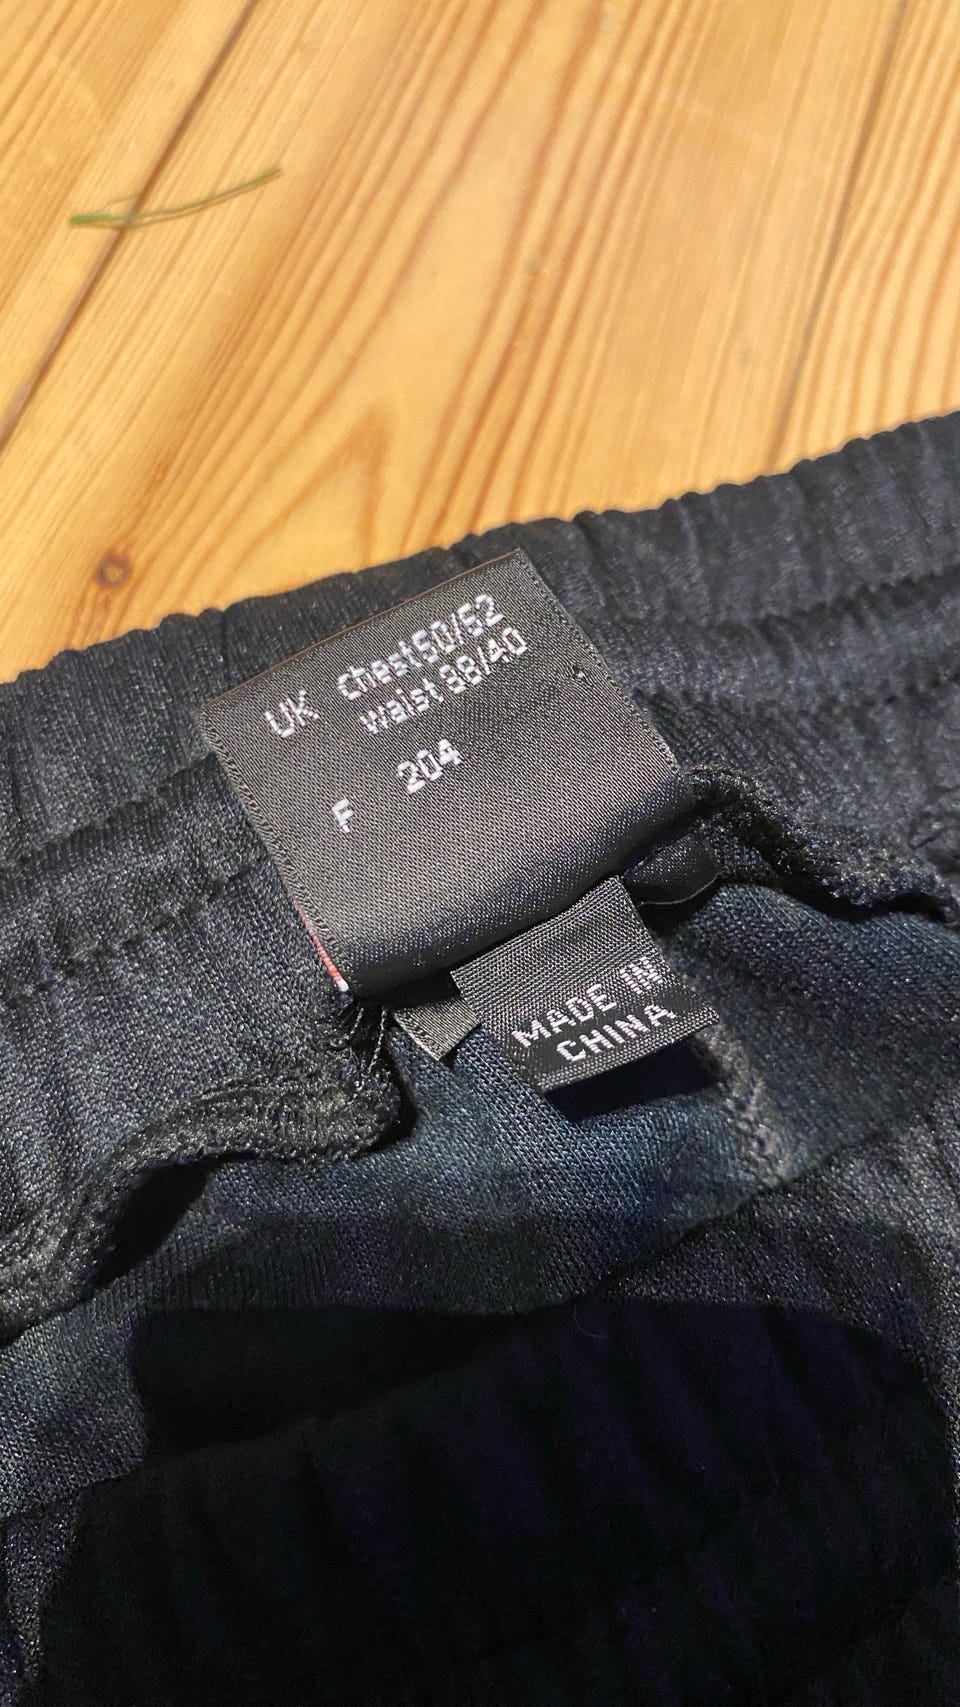 UK chest50/52
waist 38/40
F 204
MADE IN
CHINA